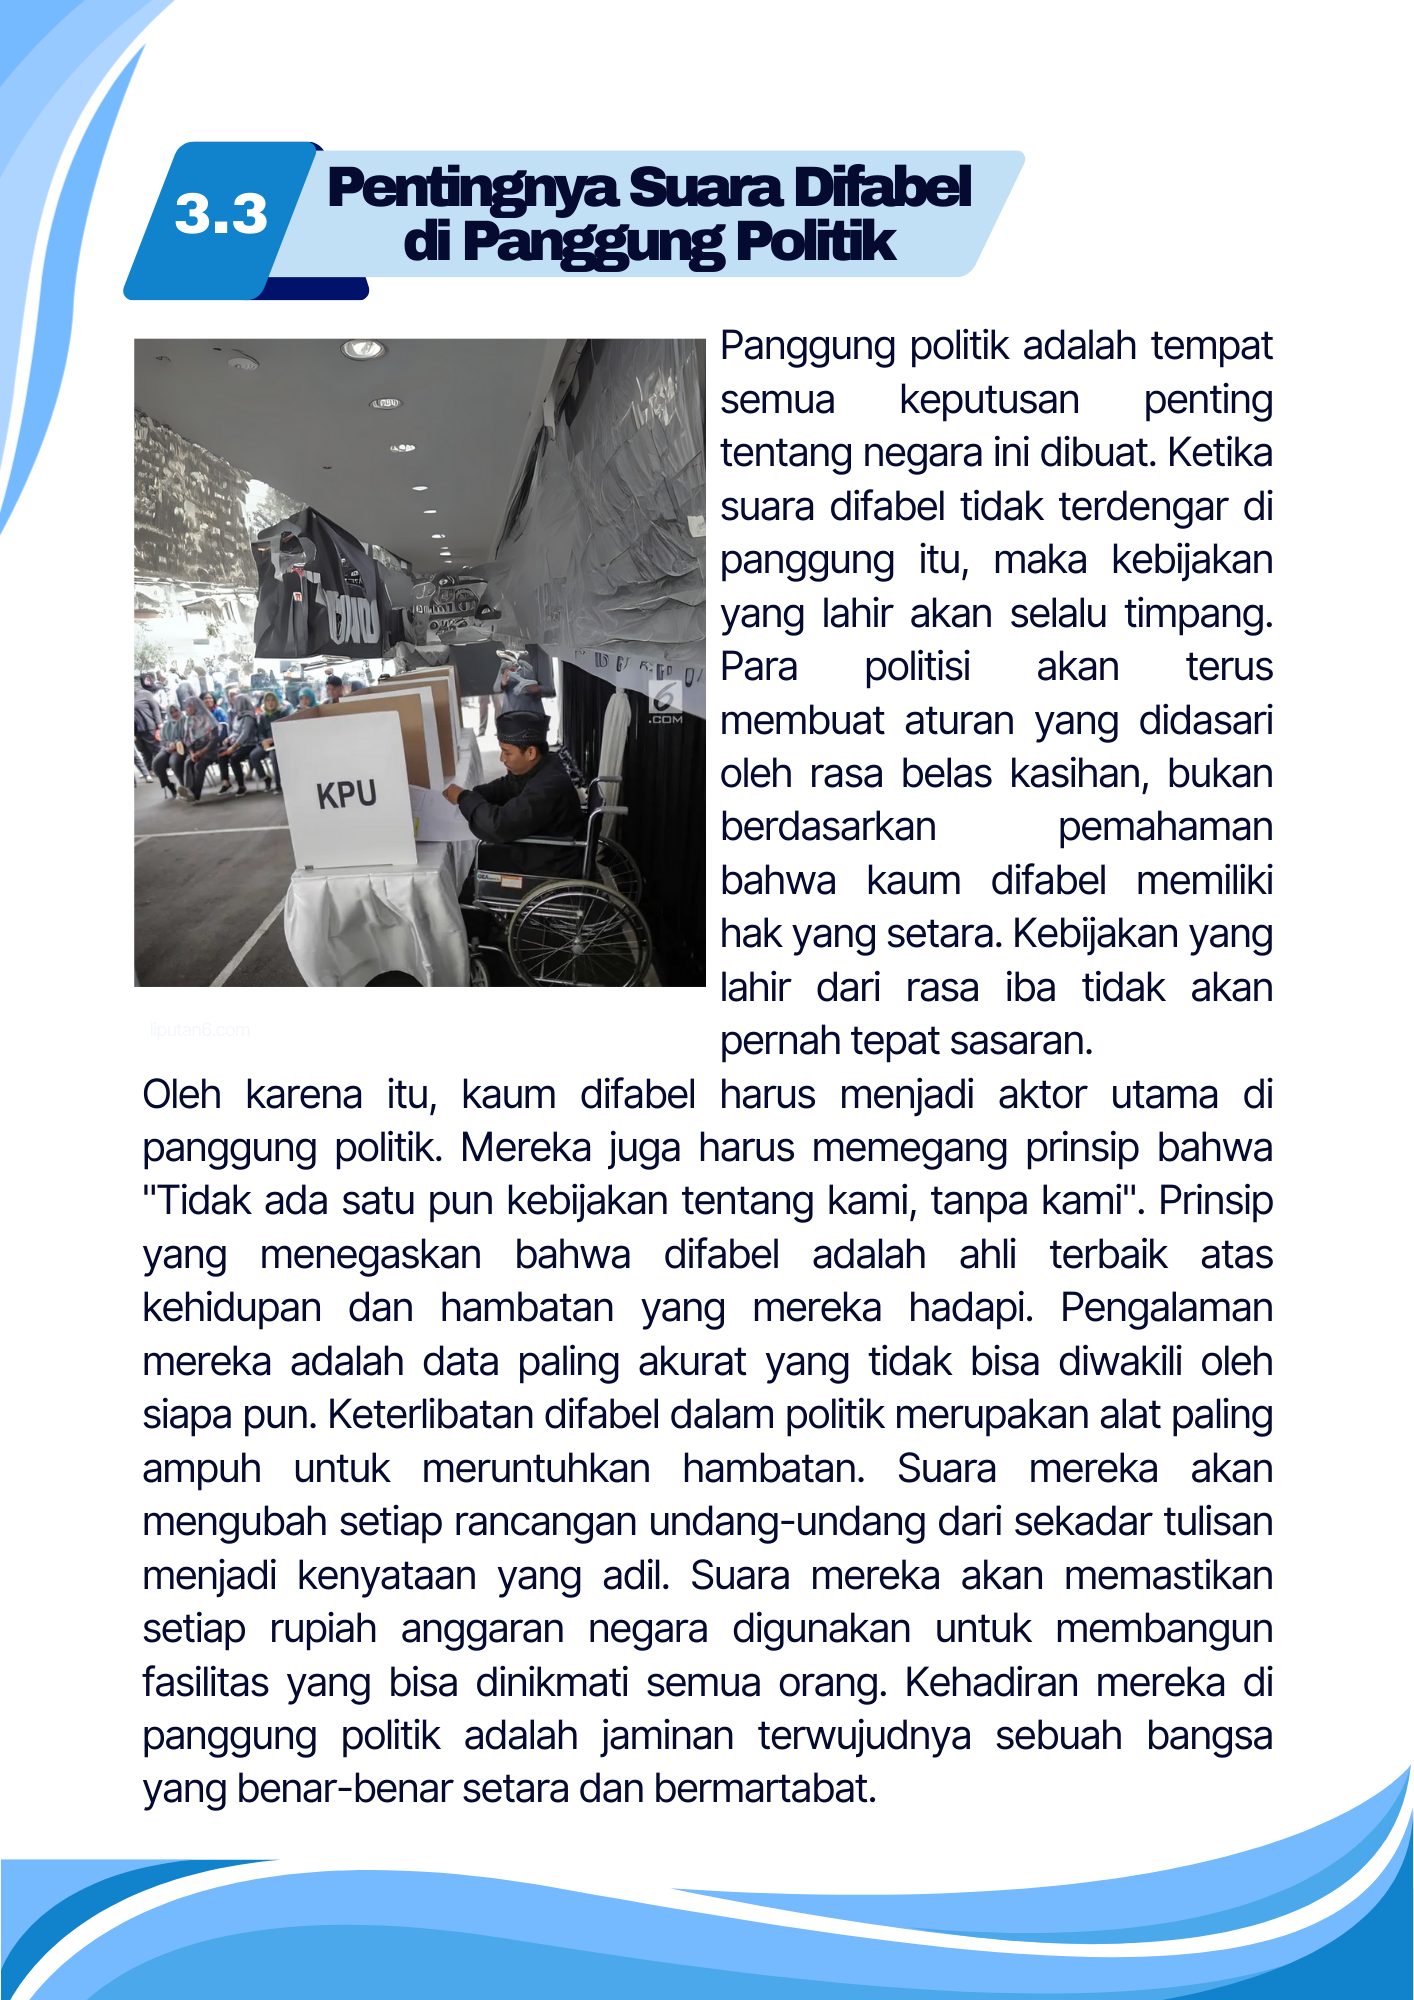 3.3
Pentingnya Suara Difabel
di Panggung Politik
Panggung politik adalah tempat
semua keputusan penting
tentang negara ini dibuat. Ketika
suara difabel tidak terdengar di
panggung itu, maka kebijakan
yang lahir akan selalu timpang.
Para politisi akan terus
membuat aturan yang didasari
oleh rasa belas kasihan, bukan
berdasarkan pemahaman
bahwa kaum difabel memiliki
hak yang setara. Kebijakan yang
lahir dari rasa iba tidak akan
pernah tepat sasaran.
KPU
6
.COM
liputan6.com
Oleh karena itu, kaum difabel harus menjadi aktor utama di
panggung politik. Mereka juga harus memegang prinsip bahwa
"Tidak ada satu pun kebijakan tentang kami, tanpa kami". Prinsip
yang menegaskan bahwa difabel adalah ahli terbaik atas
kehidupan dan hambatan yang mereka hadapi. Pengalaman
mereka adalah data paling akurat yang tidak bisa diwakili oleh
siapa pun. Keterlibatan difabel dalam politik merupakan alat paling
ampuh untuk meruntuhkan hambatan. Suara mereka akan
mengubah setiap rancangan undang-undang dari sekadar tulisan
menjadi kenyataan yang adil. Suara mereka akan memastikan
setiap rupiah anggaran negara digunakan untuk membangun
fasilitas yang bisa dinikmati semua orang. Kehadiran mereka di
panggung politik adalah jaminan terwujudnya sebuah bangsa
yang benar-benar setara dan bermartabat.